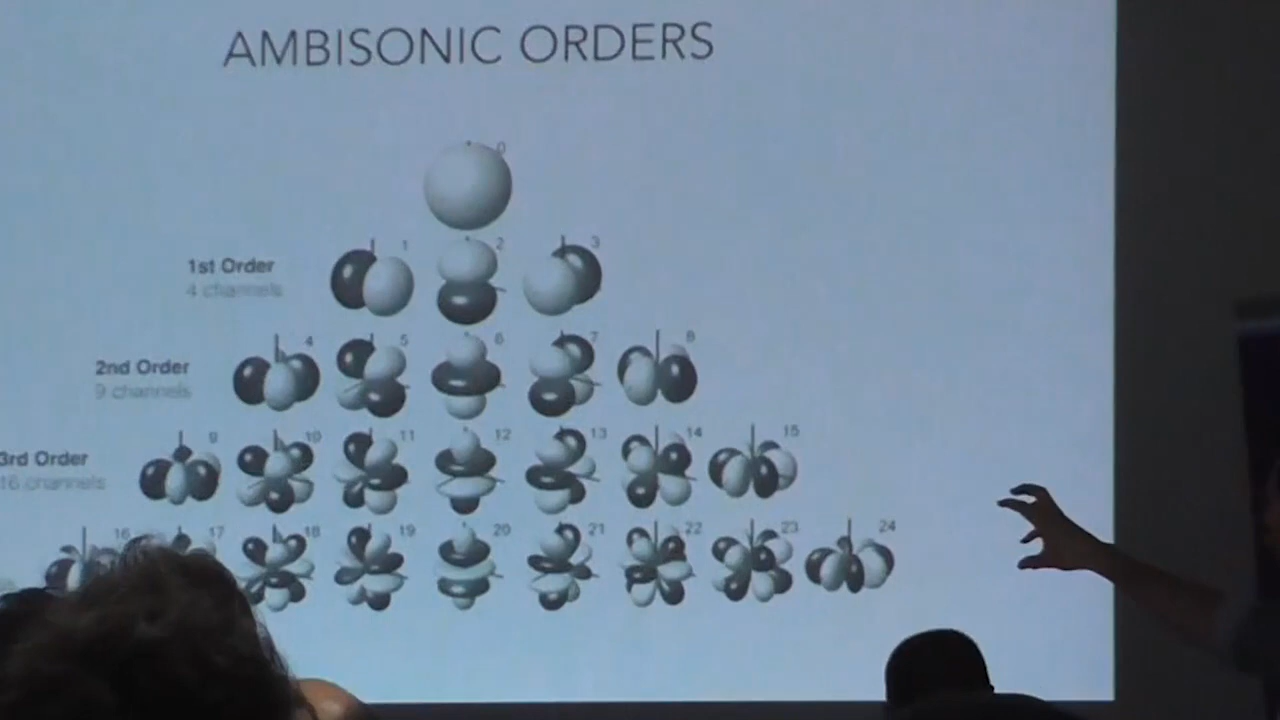 AMBISONIC ORDERS
0
1st Order
4 channels
1 2 3
2nd Order
9 channels
4 5 6 7 8
3rd Order
16 channels
9 10 11 12 13 14 15
16 17 18 19 20 21 22 23 24